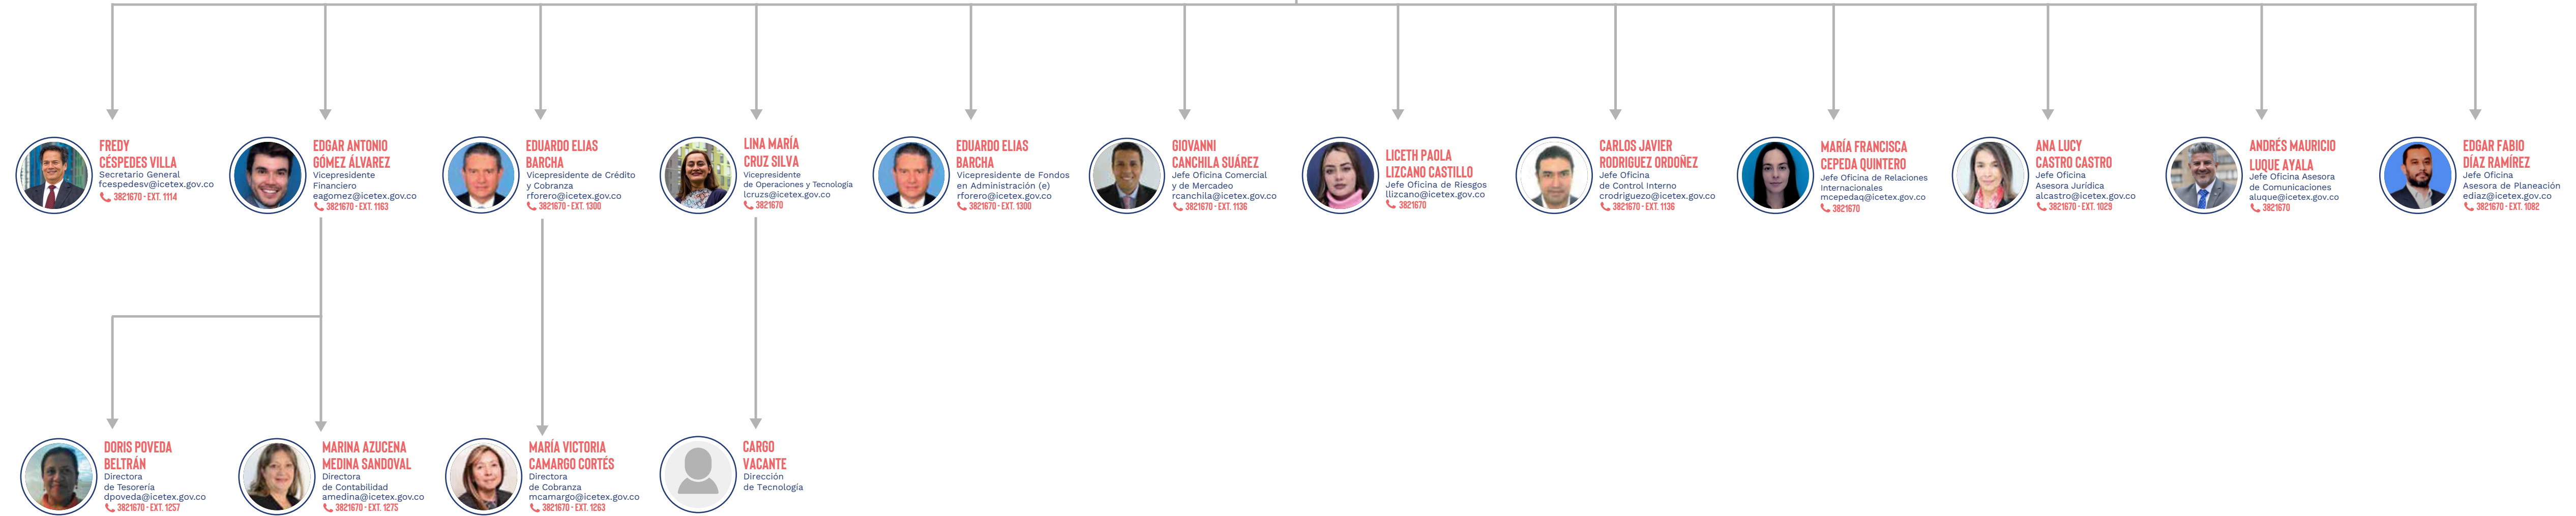 FREDY
CÉSPEDES VILLA
Secretario General
fcespedesv@icetex.gov.co
3821670 - EXT. 1114
EDGAR ANTONIO
GÓMEZ ÁLVAREZ
Vicepresidente
Financiero
eagomez@icetex.gov.co
3821670 - EXT. 1163
EDUARDO ELIAS
BARCHA
Vicepresidente de Crédito
y Cobranza
rforero@icetex.gov.co
3821670 - EXT. 1300
LINA MARÍA
CRUZ SILVA
Vicepresidente
de Operaciones y Tecnología
lcruzs@icetex.gov.co
3821670
EDUARDO ELIAS
BARCHA
Vicepresidente de Fondos
en Administración (e)
rforero@icetex.gov.co
3821670 - EXT. 1300
GIOVANNI
CANCHILA SUÁREZ
Jefe Oficina Comercial
y de Mercadeo
rcanchila@icetex.gov.co
3821670 - EXT. 1136
LICETH PAOLA
LIZCANO CASTILLO
Jefe Oficina de Riesgos
llizcano@icetex.gov.co
3821670
CARLOS JAVIER
RODRIGUEZ ORDOÑEZ
Jefe Oficina
de Control Interno
crodriguezo@icetex.gov.co
3821670 - EXT. 1136
MARÍA FRANCISCA
CEPEDA QUINTERO
Jefe Oficina de Relaciones
Internacionales
mcepedaq@icetex.gov.co
3821670
ANA LUCY
CASTRO CASTRO
Jefe Oficina
Asesora Jurídica
alcastro@icetex.gov.co
3821670 - EXT. 1029
ANDRÉS MAURICIO
LUQUE AYALA
Jefe Oficina Asesora
de Comunicaciones
aluque@icetex.gov.co
3821670
EDGAR FABIO
DÍAZ RAMÍREZ
Jefe Oficina
Asesora de Planeación
ediaz@icetex.gov.co
3821670 - EXT. 1082
DORIS POVEDA
BELTRÁN
Directora
de Tesorería
dpoveda@icetex.gov.co
3821670 - EXT. 1257
MARINA AZUCENA
MEDINA SANDOVAL
Directora
de Contabilidad
amedina@icetex.gov.co
3821670 - EXT. 1275
MARÍA VICTORIA
CAMARGO CORTÉS
Directora
de Cobranza
mcamargo@icetex.gov.co
3821670 - EXT. 1263
CARGO
VACANTE
Dirección
de Tecnología